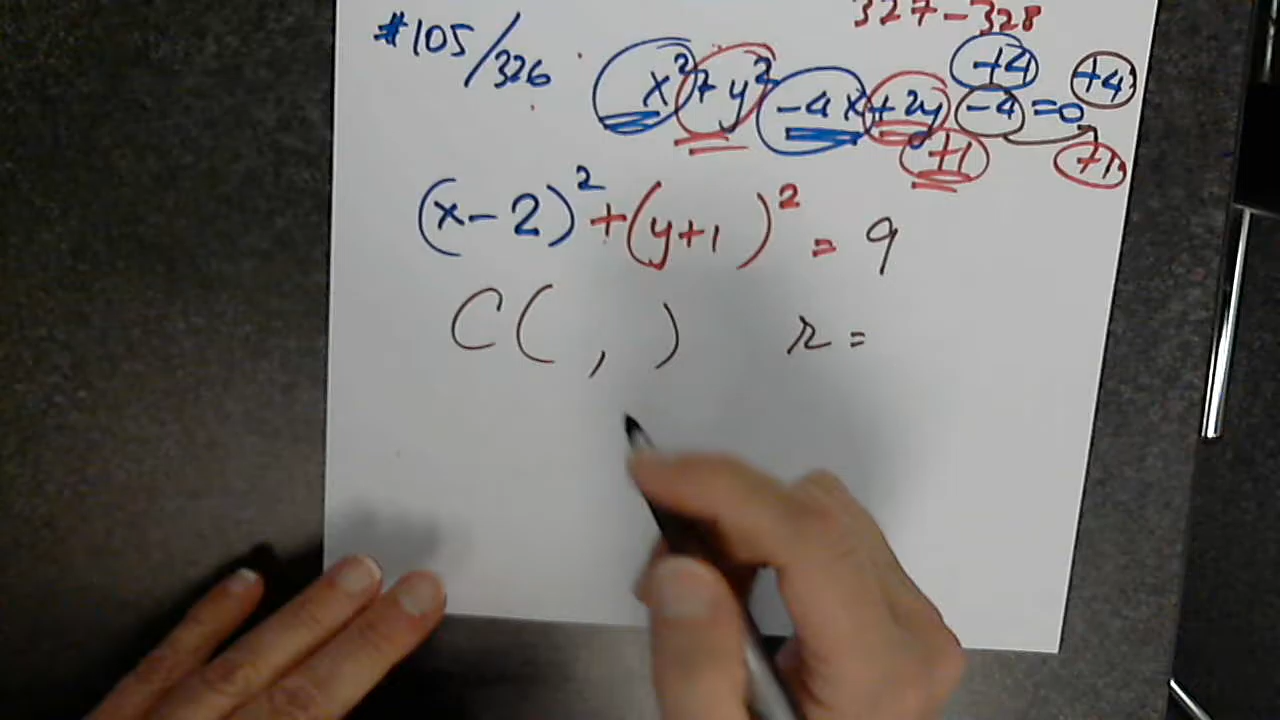 327-328
#105/326
x² + y² -4x +2y -4 = 0
+4 +4
+1 +1
(x-2)² + (y+1)² = 9
C( , ) r =